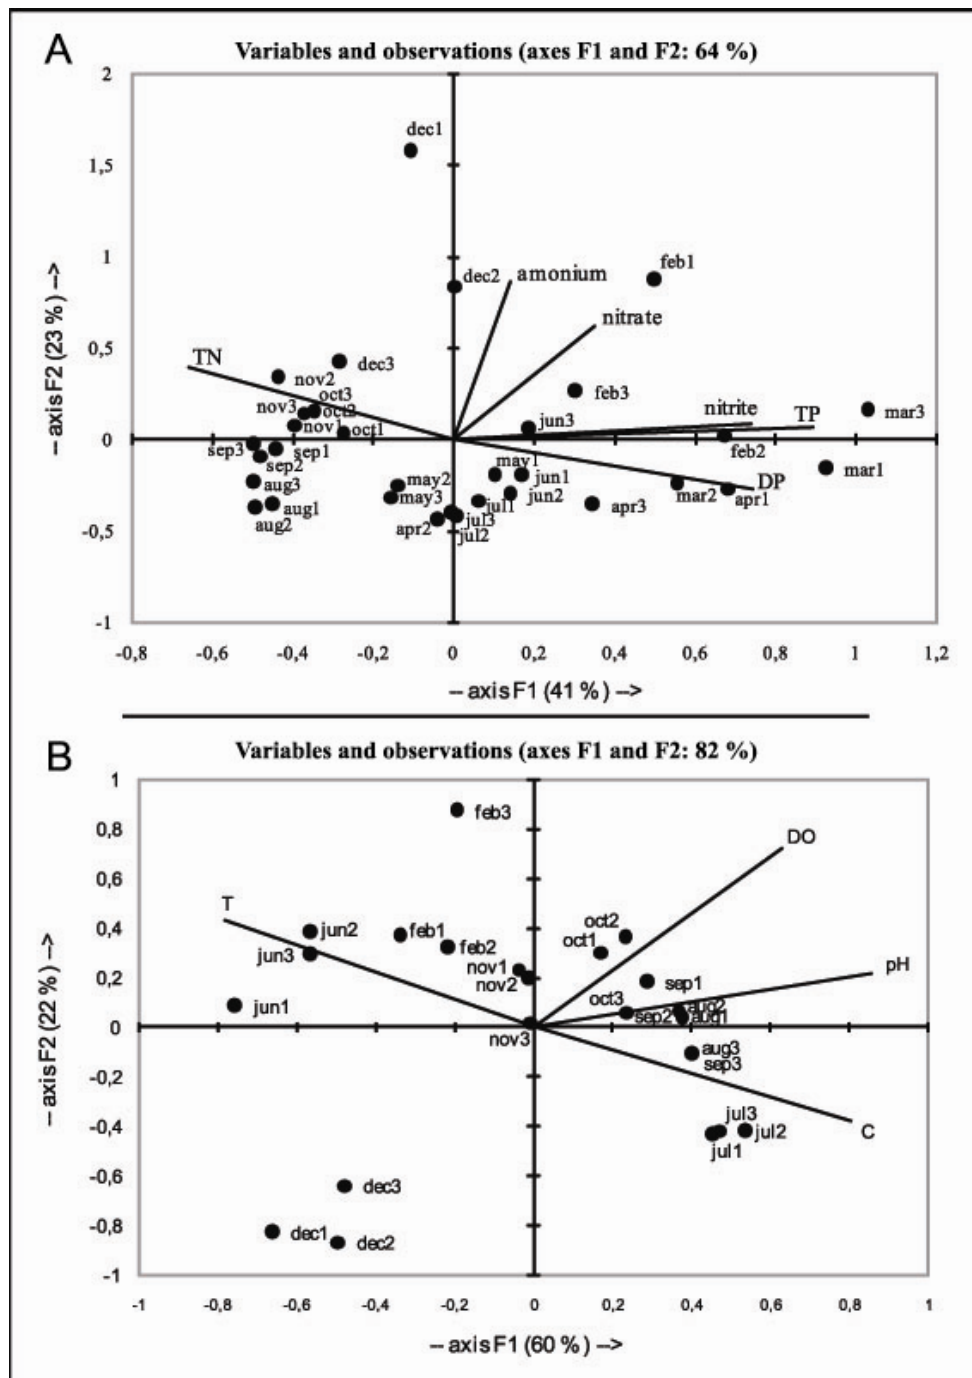 A
Variables and observations (axes F1 and F2: 64 %)
2
dec1
1,5
-- axis F2 (23 %) -->
1
dec2
amonium
feb1
nitrate
0,5
TN
dec3
nov2
oct3
feb3
nov3
oct2
nitrite
TP
mar3
nov1
oct1
jun3
0
sep3
sep1
feb2
sep2
may1
mar1
aug3
may2
jun1
DP
may3
jun2
mar2
apr1
aug1
jul1
apr3
aug2
apr2
jul3
jul2
-0,5
-1
-0,8 -0,6 -0,4 -0,2 0 0,2 0,4 0,6 0,8 1 1,2
-- axis F1 (41 %) -->
B
Variables and observations (axes F1 and F2: 82 %)
1
feb3
0,8
DO
0,6
T
0,4
jun2
feb1
oct2
oct1
jun3
feb2
nov1
pH
0,2
nov2
sep1
jun1
oct3
auo2
sep2
aug1
0
nov3
aug3
sep3
-- axis F2 (22 %) -->
-0,2
-0,4
jul3
C
jul2
jul1
-0,6
dec3
-0,8
dec1
dec2
-1
-1 -0,8 -0,6 -0,4 -0,2 0 0,2 0,4 0,6 0,8 1
-- axis F1 (60 %) -->